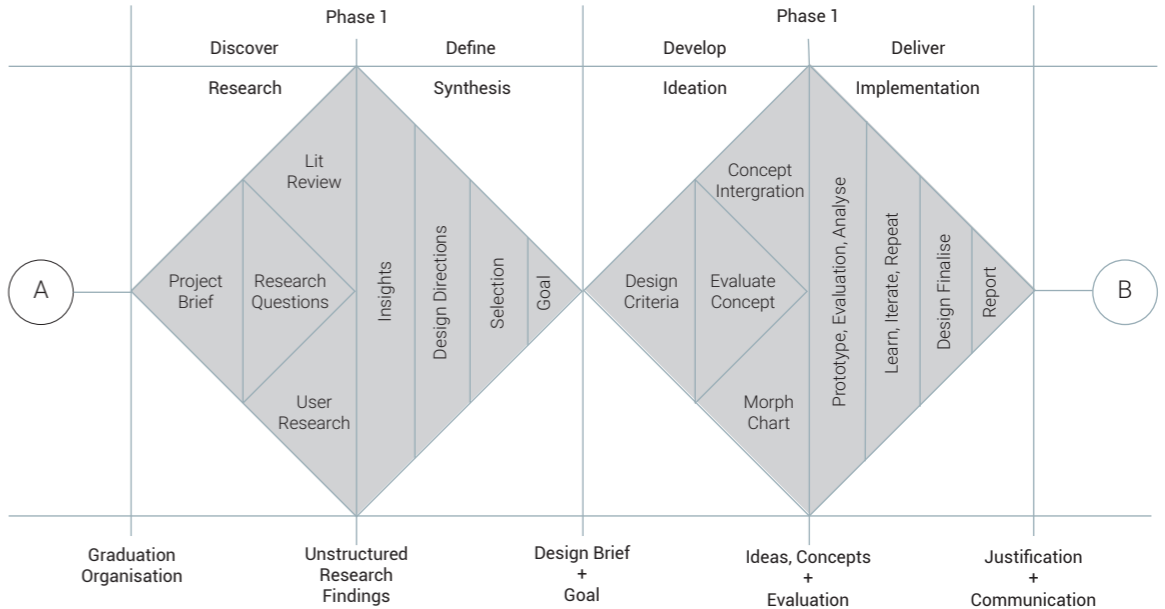 Phase 1
Phase 1
Discover
Define
Develop
Deliver
Research
Synthesis
Ideation
Implementation
A
Project
Brief
Research
Questions
Lit
Review
User
Research
Insights
Design Directions
Selection
Goal
Design
Criteria
Evaluate
Concept
Concept
Intergration
Morph
Chart
Prototype, Evaluation, Analyse
Learn, Iterate, Repeat
Design Finalise
Report
B
Graduation
Organisation
Unstructured
Research
Findings
Design Brief
+
Goal
Ideas, Concepts
+
Evaluation
Justification
+
Communication